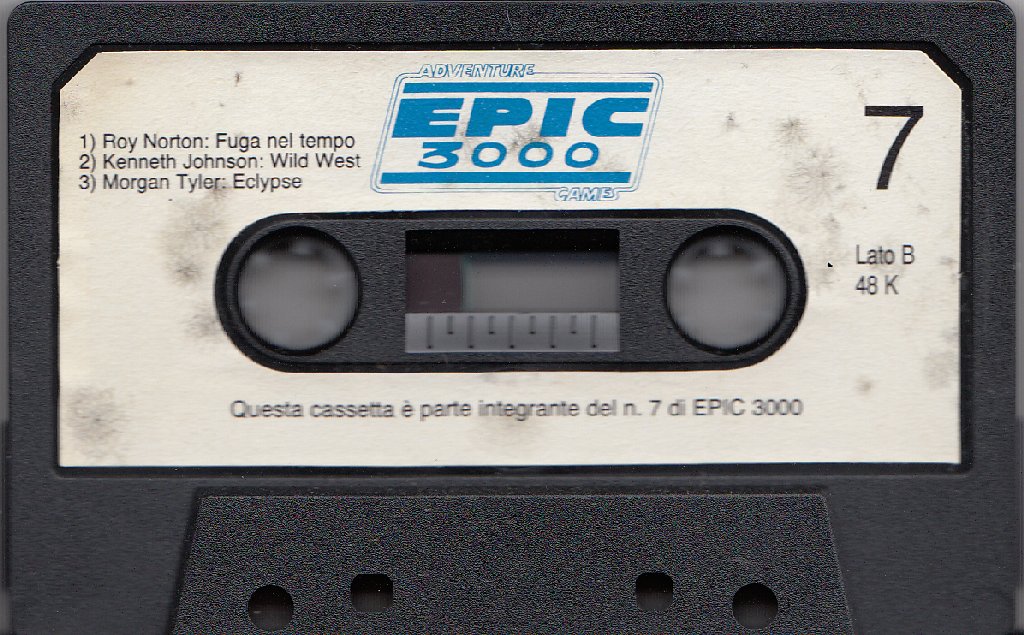 ADVENTURE
EPIC
3000
GAMES
1) Roy Norton: Fuga nel tempo
2) Kenneth Johnson: Wild West
3) Morgan Tyler: Eclypse
7
Lato B
48 K
Questa cassetta è parte integrante del n. 7 di EPIC 3000